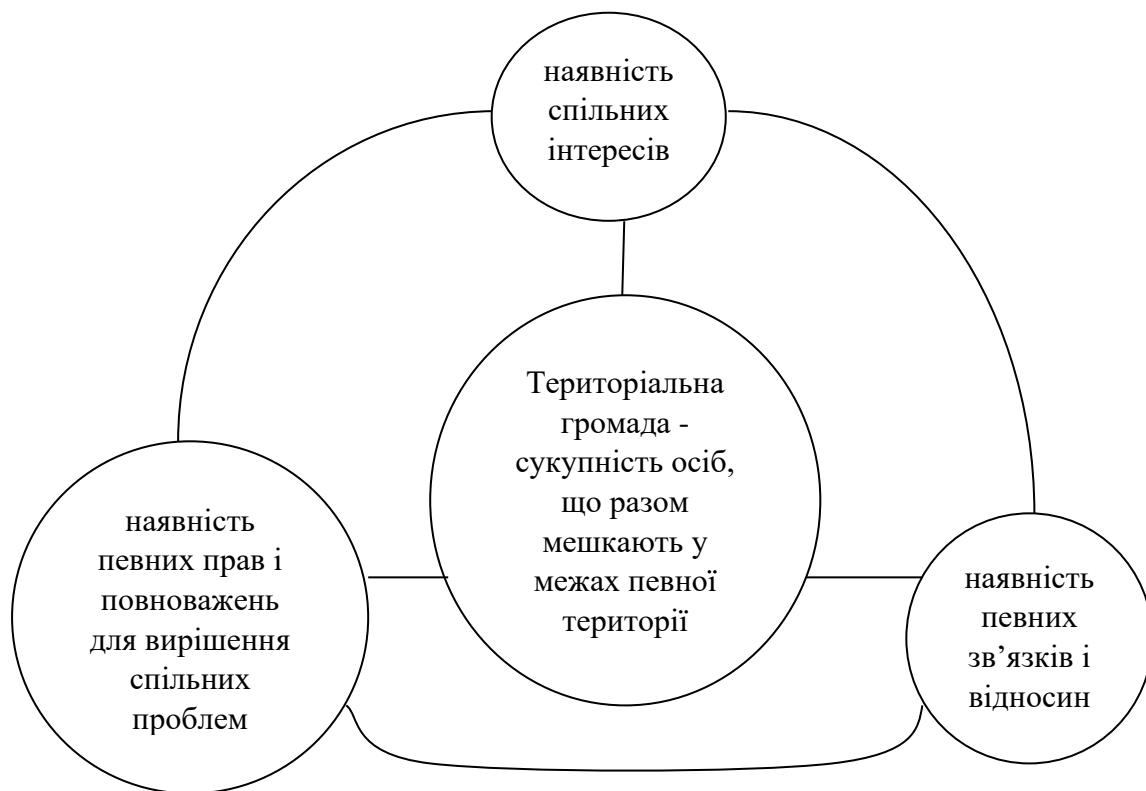 наявність
спільних
інтересів
Територіальна
громада -
сукупність осіб,
що разом
мешкають у
межах певної
території
наявність
певних прав і
повноважень
для вирішення
спільних
проблем
наявність
певних
зв’язків і
відносин